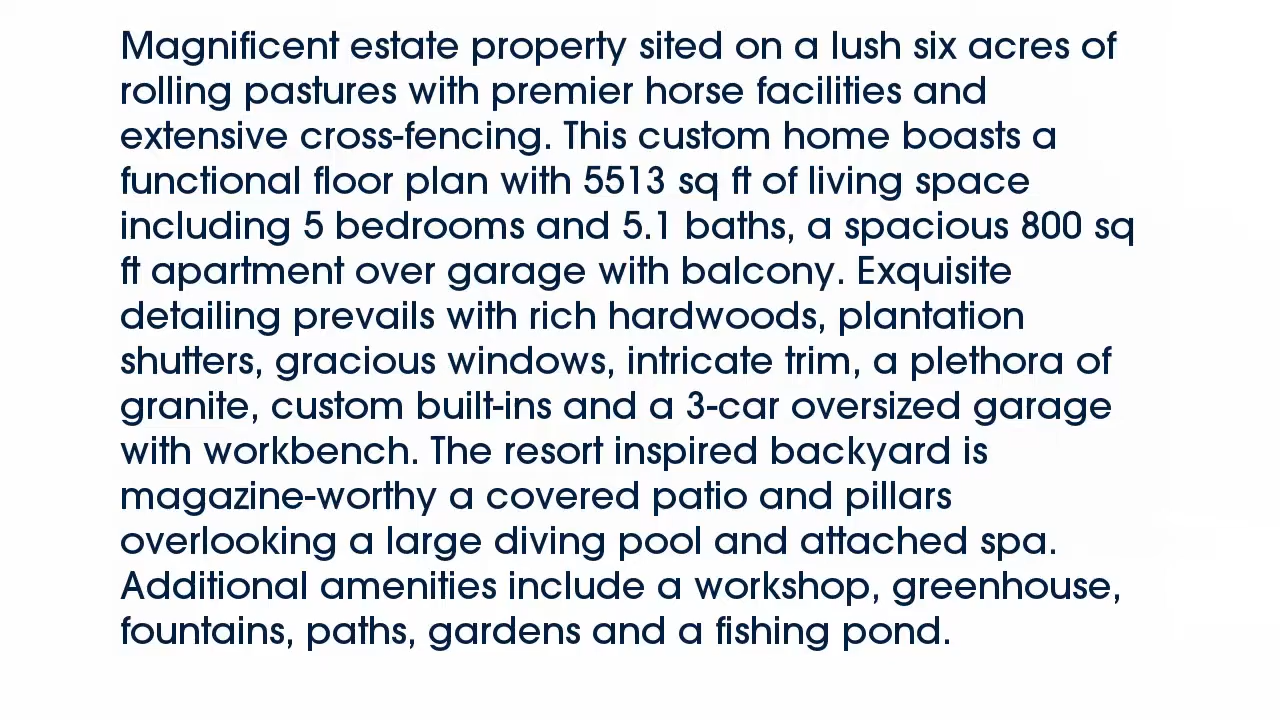 Magnificent estate property sited on a lush six acres of
rolling pastures with premier horse facilities and
extensive cross-fencing. This custom home boasts a
functional floor plan with 5513 sq ft of living space
including 5 bedrooms and 5.1 baths, a spacious 800 sq
ft apartment over garage with balcony. Exquisite
detailing prevails with rich hardwoods, plantation
shutters, gracious windows, intricate trim, a plethora of
granite, custom built-ins and a 3-car oversized garage
with workbench. The resort inspired backyard is
magazine-worthy a covered patio and pillars
overlooking a large diving pool and attached spa.
Additional amenities include a workshop, greenhouse,
fountains, paths, gardens and a fishing pond.